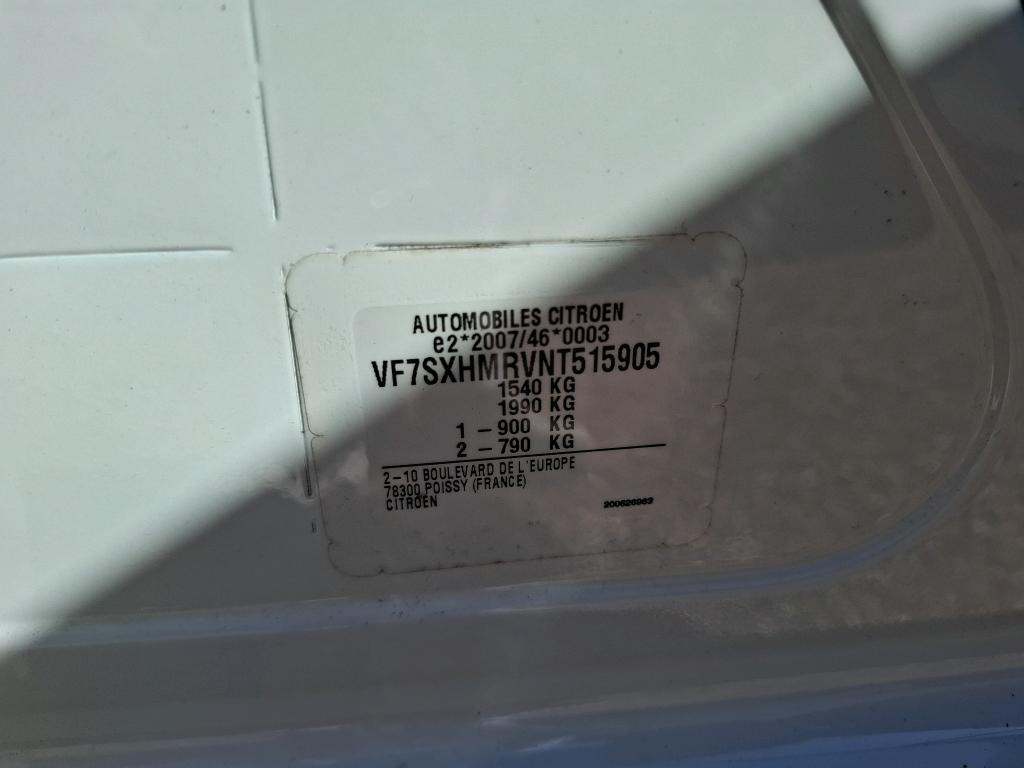 AUTOMOBILES CITROEN
e2*2007/46*0003
VF7SXHMRVNT515905
1540 KG
1990 KG
1 - 900 KG
2 - 790 KG
2-10 BOULEVARD DE L'EUROPE
78300 POISSY (FRANCE)
CITROEN
200626963